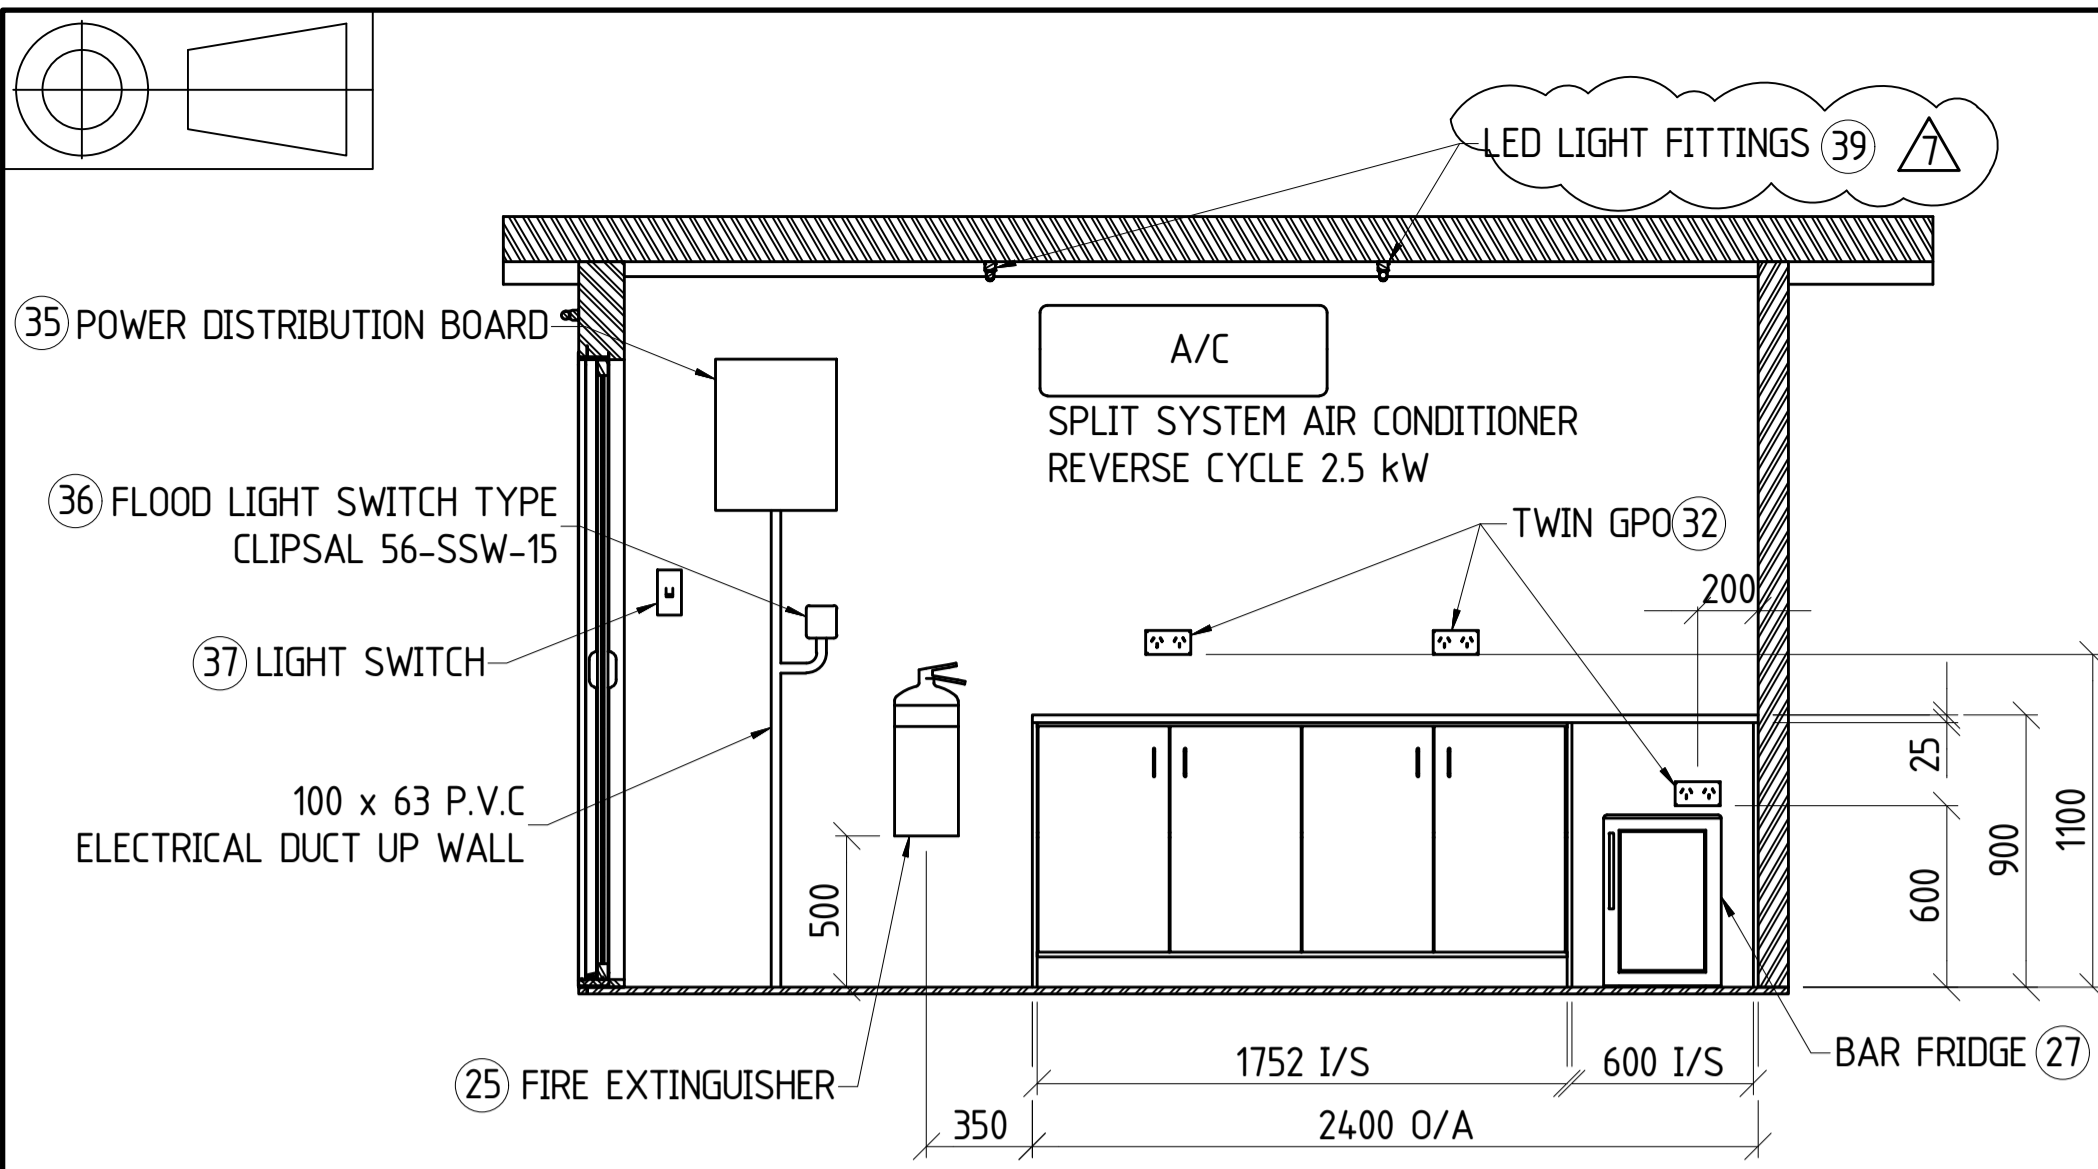 LED LIGHT FITTINGS 39 7
35 POWER DISTRIBUTION BOARD
A/C
SPLIT SYSTEM AIR CONDITIONER
REVERSE CYCLE 2.5 kW
36 FLOOD LIGHT SWITCH TYPE
CLIPSAL 56-SSW-15
TWIN GPO 32
200
37 LIGHT SWITCH
100 x 63 P.V.C
ELECTRICAL DUCT UP WALL
500
25
600
900
1100
1752 I/S
600 I/S
BAR FRIDGE 27
25 FIRE EXTINGUISHER
350
2400 O/A